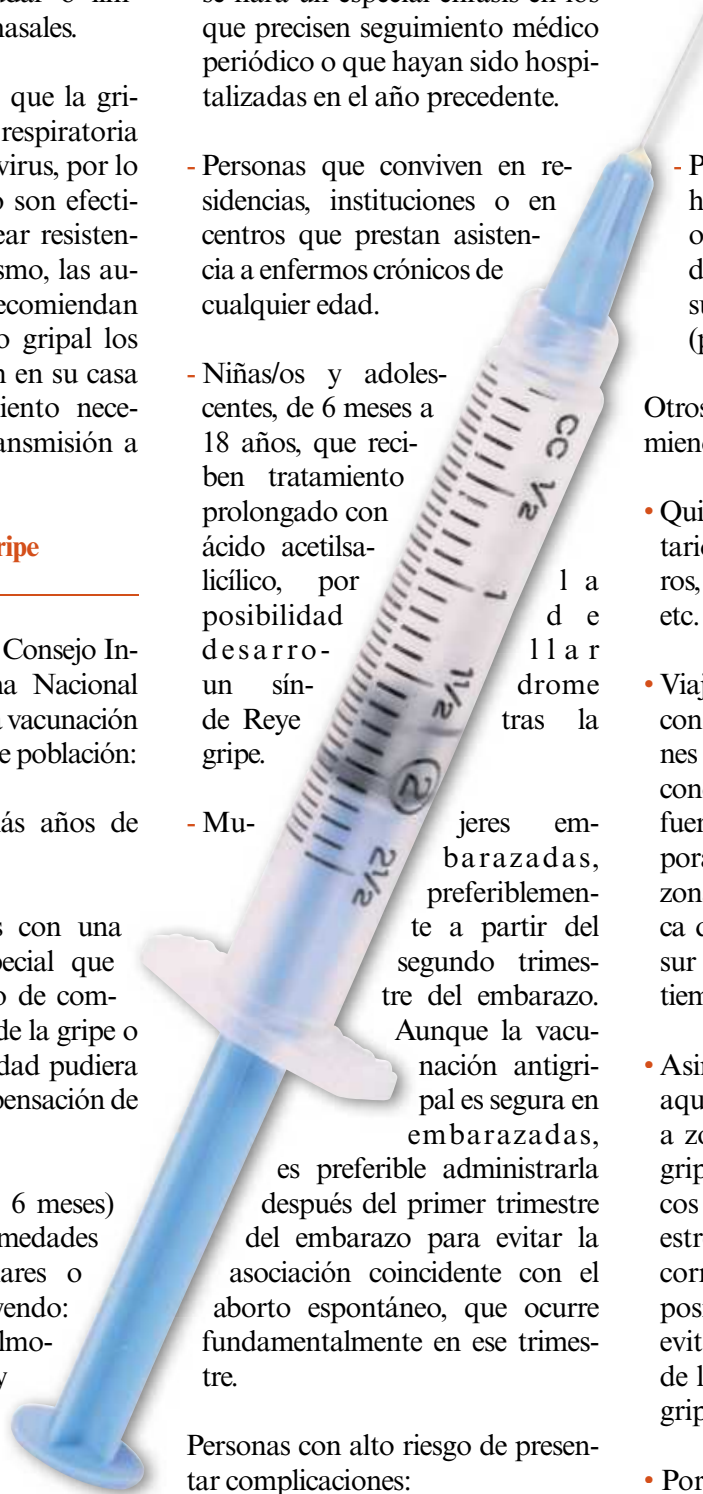 nasales.
que la gri-
respiratoria
virus, por lo
o son efecti-
ear resisten-
smo, las au-
ecomiendan
o gripal los
n en su casa
iento nece-
ansmisión a
ripe
Consejo In-
na Nacional
a vacunación
e población:
ás años de
s con una
pecial que
o de com-
de la gripe o
dad pudiera
pensación de
6 meses)
medades
ares o
yendo:
lmo-
y
se hará un especial énfasis en los
que precisen seguimiento médico
periódico o que hayan sido hospi-
talizadas en el año precedente.
- Personas que conviven en re-
sidencias, instituciones o en
centros que prestan asisten-
cia a enfermos crónicos de
cualquier edad.
- Niñas/os y adoles-
centes, de 6 meses a
18 años, que reci-
ben tratamiento
prolongado con
ácido acetilsa-
licílico, por la
posibilidad de
desarro- llar
un sín- drome
de Reye tras la
gripe.
- Mu- jeres em-
barazadas,
preferiblemen-
te a partir del
segundo trimes-
tre del embarazo.
Aunque la vacu-
nación antigri-
pal es segura en
embarazadas,
es preferible administrarla
después del primer trimestre
del embarazo para evitar la
asociación coincidente con el
aborto espontáneo, que ocurre
fundamentalmente en ese trimes-
tre.
Personas con alto riesgo de presen-
tar complicaciones:
cc
1/2
1
1 1/2
2
2 1/2
- P
h
o
d
su
(p
Otros
miend
• Qui
tario
ros,
etc.
• Viaj
con
nes
cond
fuer
pora
zon
ca d
sur
tiem
• Asir
aqu
a zo
grip
cos
estr
corr
posi
evit
de l
grip
• Por